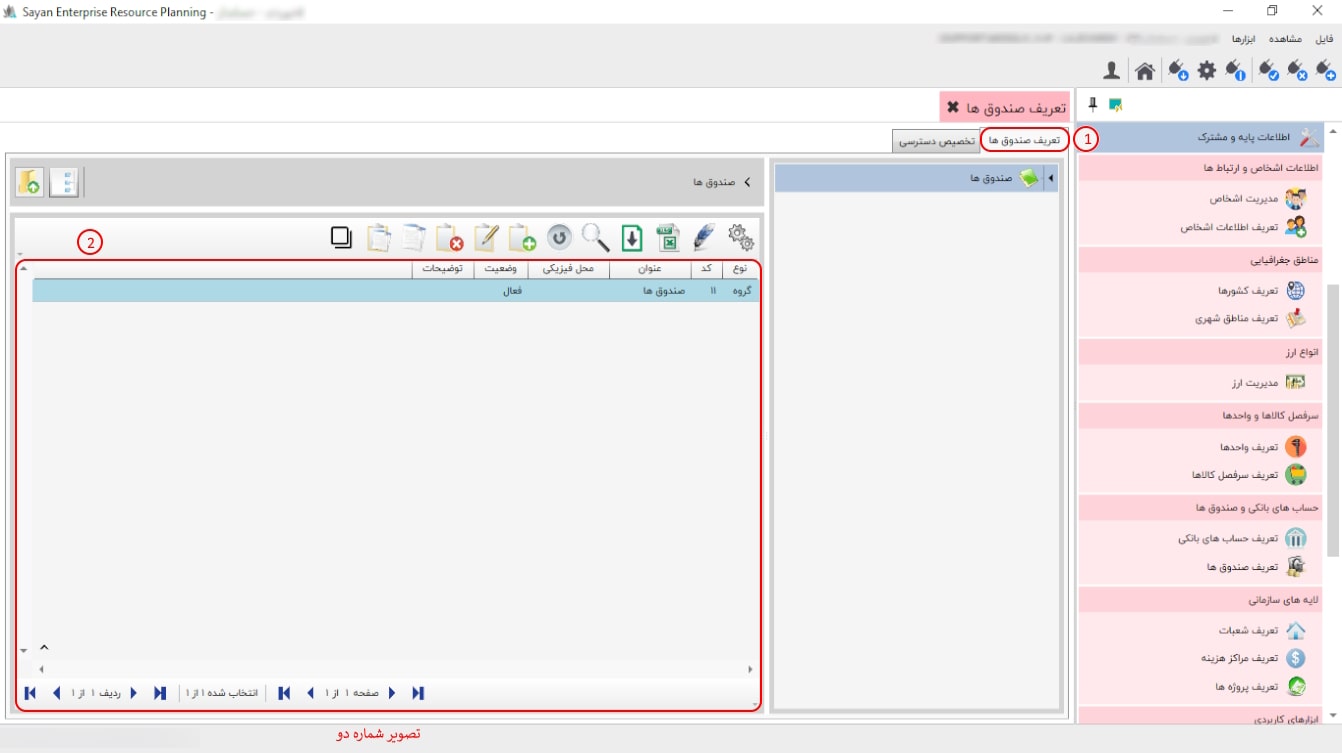 Sayan Enterprise Resource Planning -
فایل مشاهده ابزارها
تعریف صندوق ها
تعریف صندوق ها
تخصیص دسترسی
1
صندوق ها
صندوق ها
2
نوع کد عنوان محل فیزیکی وضعیت توضیحات
گروه ۱۱ صندوق ها فعال
ردیف ۱ از ۱
انتخاب شده ۱ از ۱
صفحه ۱ از ۱
اطلاعات پایه و مشترک
اطلاعات اشخاص و ارتباط ها
مدیریت اشخاص
تعریف اطلاعات اشخاص
مناطق جغرافیایی
تعریف کشورها
تعریف مناطق شهری
انواع ارز
مدیریت ارز
سرفصل کالاها و واحدها
تعریف واحدها
تعریف سرفصل کالاها
حساب های بانکی و صندوق ها
تعریف حساب های بانکی
تعریف صندوق ها
لایه های سازمانی
تعریف شعبات
تعریف مراکز هزینه
تعریف پروژه ها
ابزارهای کاربردی
تصویر شماره دو